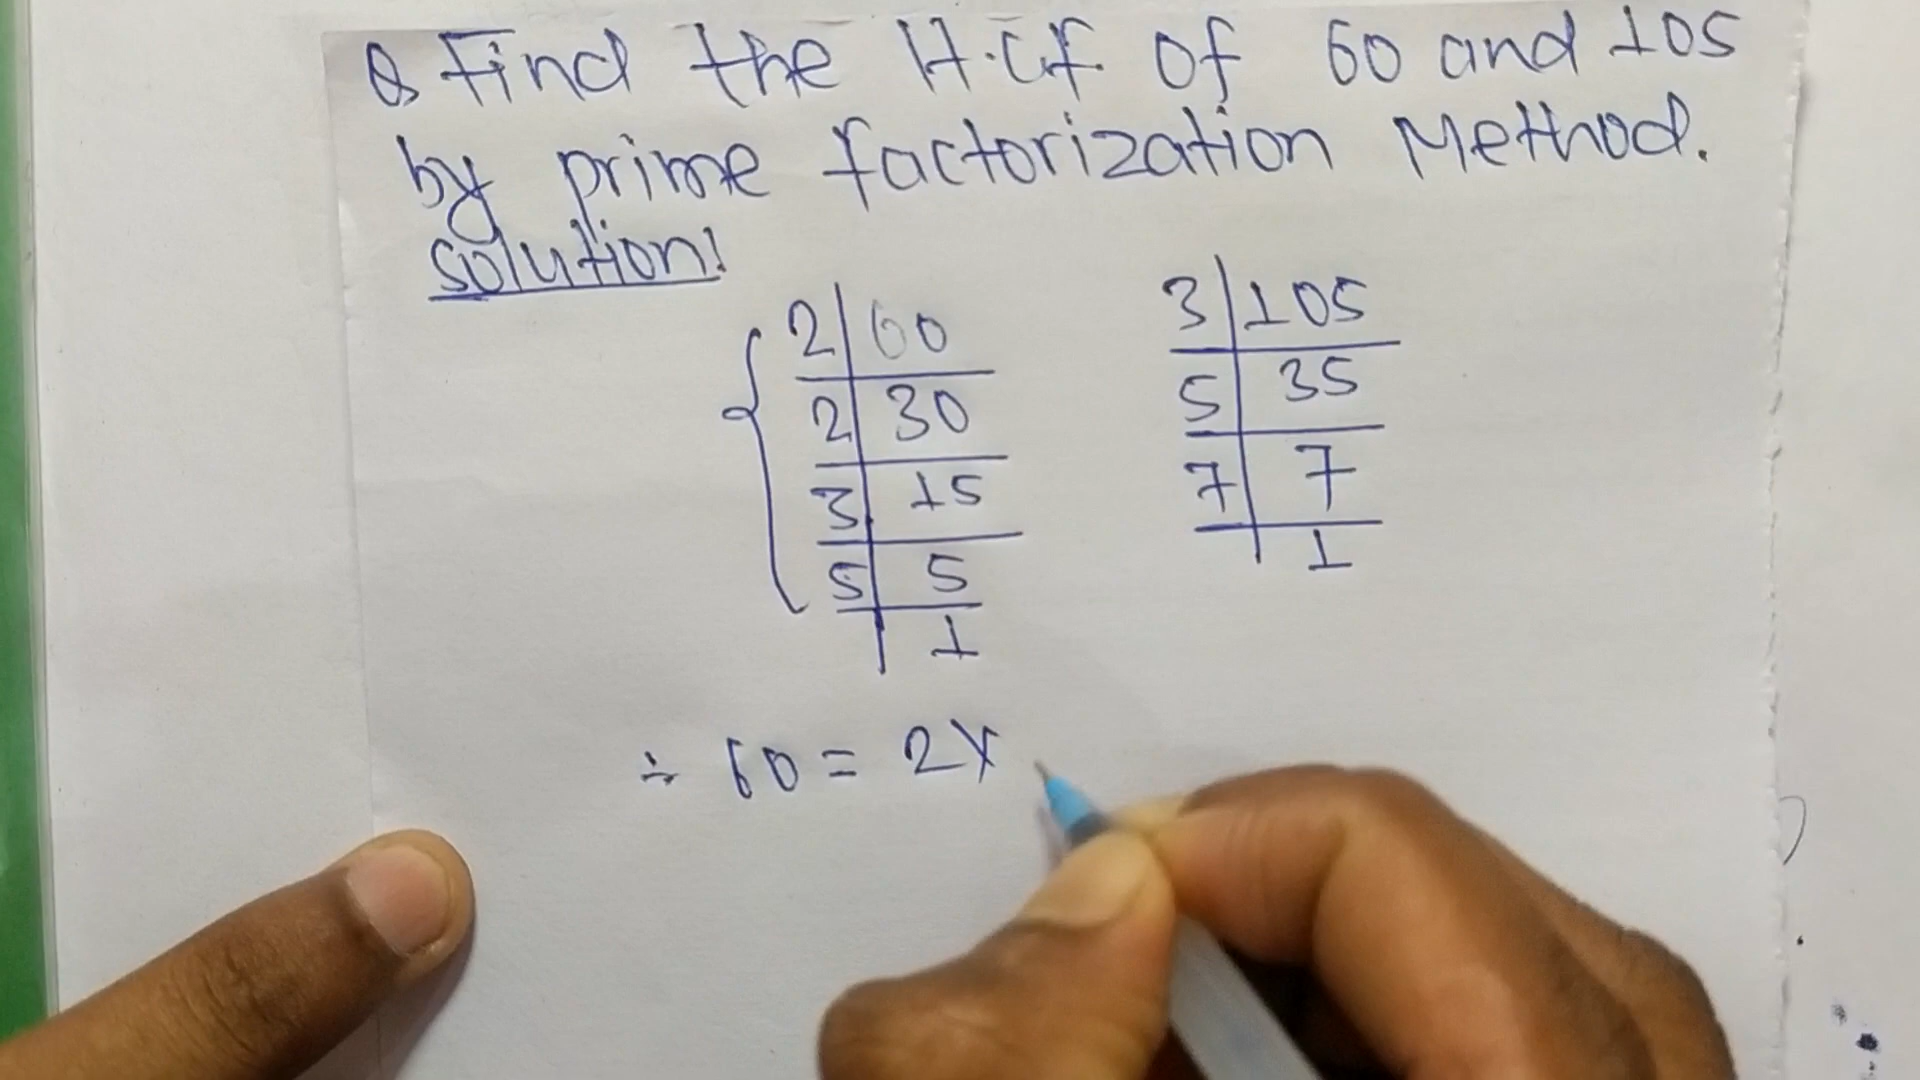 Q Find the H.C.F. Of 60 and 105
by prime factorization Method.
solution:
2 | 60
2 | 30
3 | 15
5 | 5
1
3 | 105
5 | 35
7 | 7
1
÷ 60 = 2×